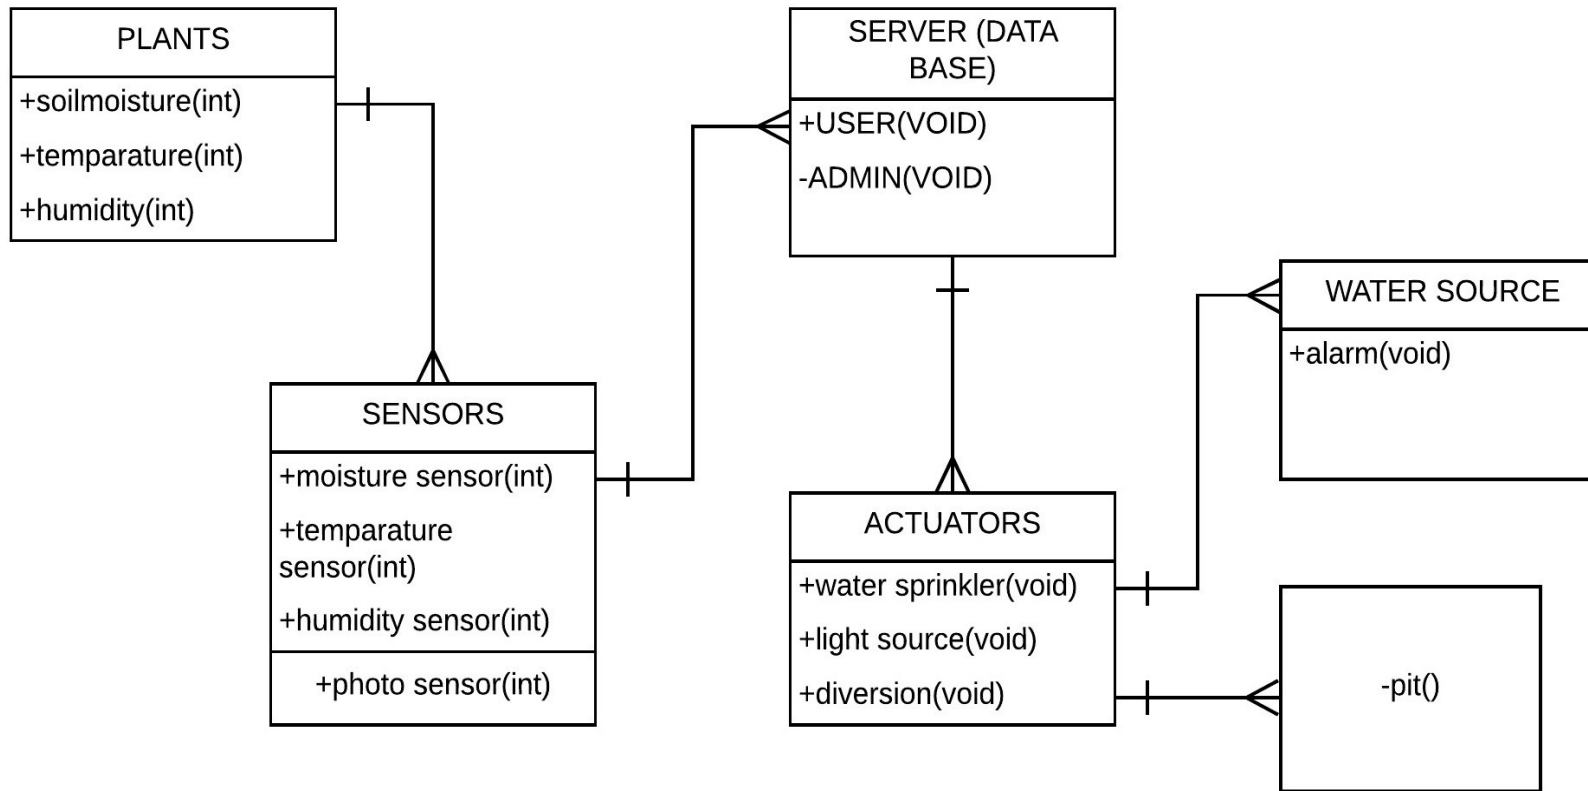 PLANTS
+soilmoisture(int)
+temparature(int)
+humidity(int)
SERVER (DATA
BASE)
+USER(VOID)
-ADMIN(VOID)
WATER SOURCE
+alarm(void)
SENSORS
+moisture sensor(int)
+temparature
sensor(int)
+humidity sensor(int)
+photo sensor(int)
ACTUATORS
+water sprinkler(void)
+light source(void)
+diversion(void)
-pit()